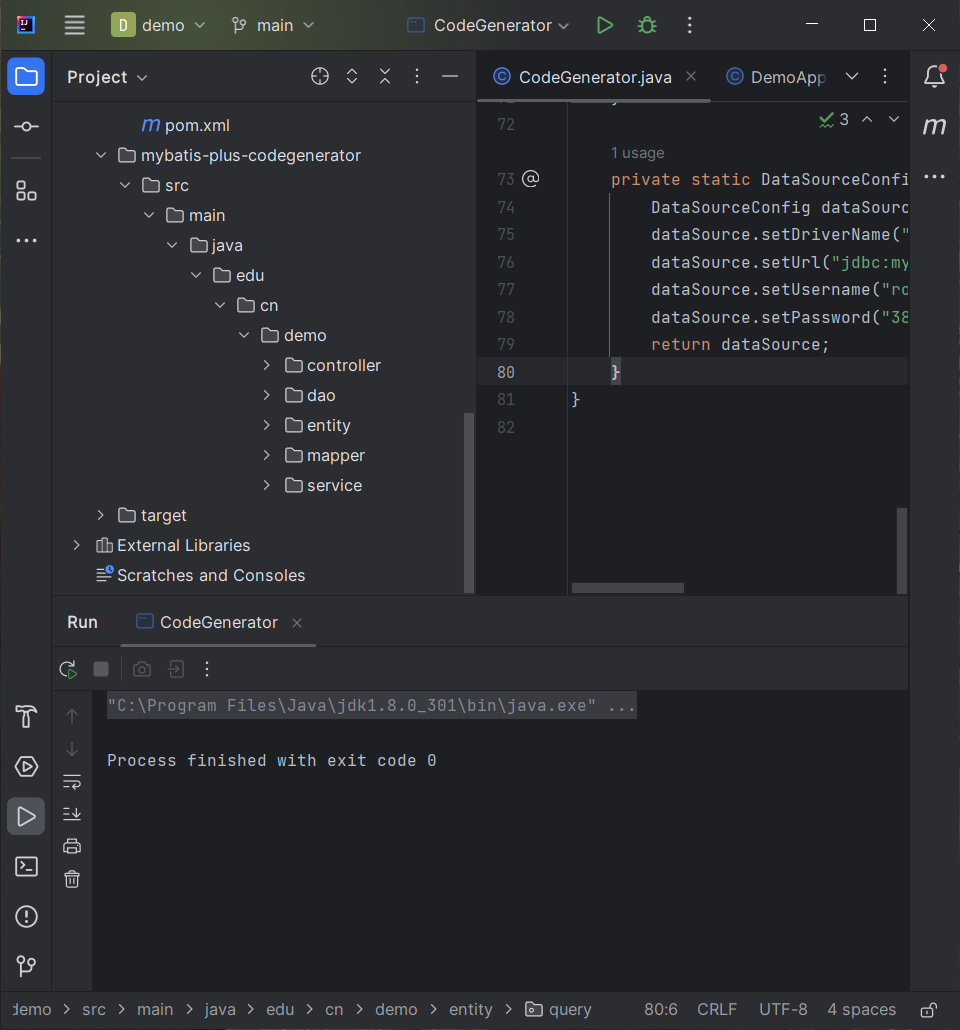 D demo main CodeGenerator
Project
CodeGenerator.java DemoApp
pom.xml
mybatis-plus-codegenerator
src
main
java
edu
cn
demo
controller
dao
entity
mapper
service
target
External Libraries
Scratches and Consoles
3
72
1 usage
73 private static DataSourceConfi
74 DataSourceConfig dataSourc
75 dataSource.setDriverName("
76 dataSource.setUrl("jdbc:my
77 dataSource.setUsername("ro
78 dataSource.setPassword("38
79 return dataSource;
80 }
81 }
82
Run CodeGenerator
"C:\Program Files\Java\jdk1.8.0_301\bin\java.exe" ...
Process finished with exit code 0
demo > src > main > java > edu > cn > demo > entity > query 80:6 CRLF UTF-8 4 spaces